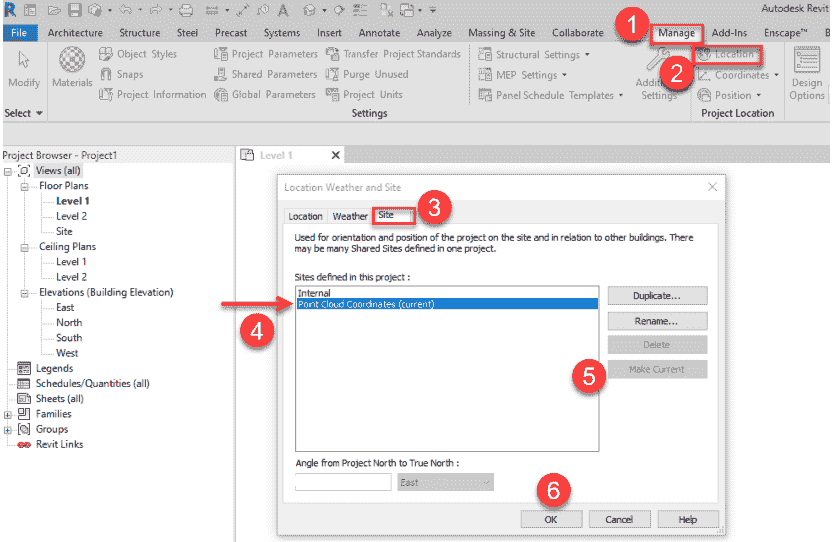 Autodesk Revit
File Architecture Structure Steel Precast Systems Insert Annotate Analyze Massing & Site Collaborate 1 Manage Add-Ins Enscape™
Modify
Materials
Object Styles
Snaps
Project Information
Project Parameters
Shared Parameters
Global Parameters
Transfer Project Standards
Purge Unused
Project Units
Structural Settings
MEP Settings
Panel Schedule Templates
Settings
2
Location
Coordinates
Position
Design
Options
Select
Settings
Project Location
Project Browser - Project1
Views (all)
Floor Plans
Level 1
Level 2
Site
Ceiling Plans
Level 1
Level 2
Elevations (Building Elevation)
East
North
South
West
Legends
Schedules/Quantities (all)
Sheets (all)
Families
Groups
Revit Links
Level 1
Location Weather and Site
Location Weather Site
3
Used for orientation and position of the project on the site and in relation to other buildings. There
may be many Shared Sites defined in one project.
Sites defined in this project :
Internal
Point Cloud Coordinates (current)
4
Duplicate...
Rename...
Delete
Make Current
5
Angle from Project North to True North :
East
6
OK Cancel Help